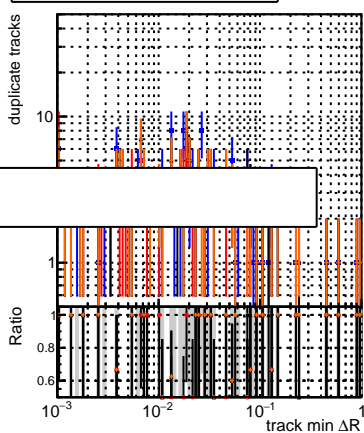 duplicate tracks
10
1
Ratio
1
0.8
0.6
10⁻³ 10⁻² 10⁻¹ 1
track min ΔR